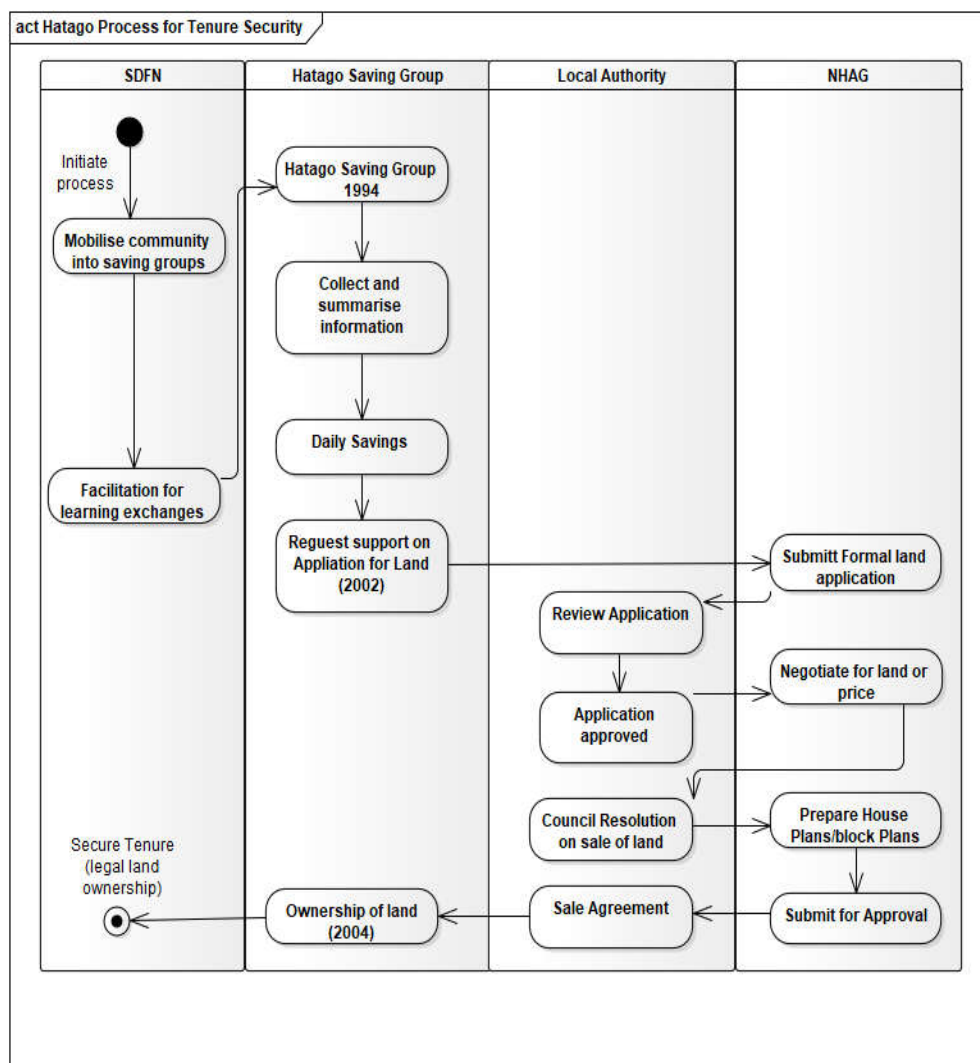 act Hatago Process for Tenure Security
SDFN
Hatago Saving Group
Local Authority
NHAG
Initiate
process
Mobilise community
into saving groups
Facilitation for
learning exchanges
Hatago Saving Group
1994
Collect and
summarise
information
Daily Savings
Reguest support on
Appliation for Land
(2002)
Submitt Formal land
application
Review Application
Application
approved
Negotiate for land or
price
Council Resolution
on sale of land
Prepare House
Plans/block Plans
Submit for Approval
Sale Agreement
Ownership of land
(2004)
Secure Tenure
(legal land
ownership)